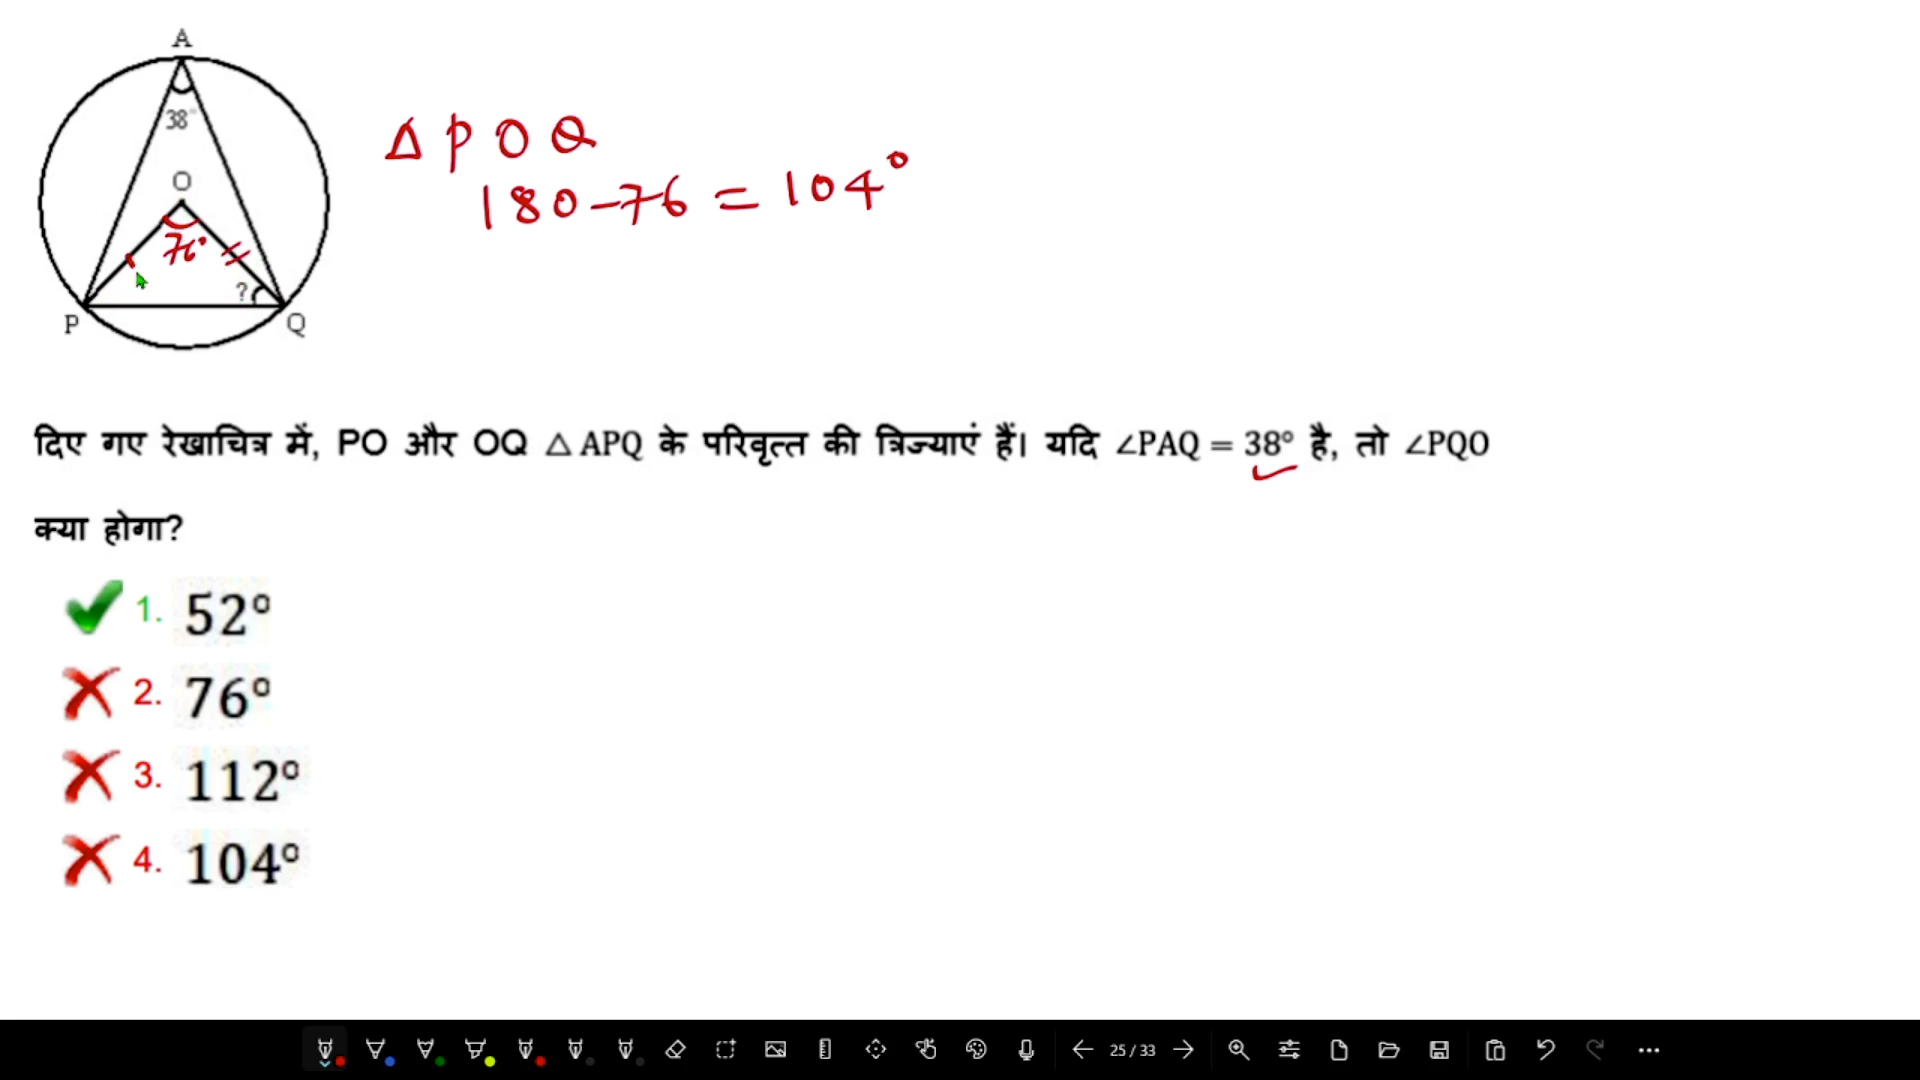 A
38°
O
76°
?
P
Q
△ P O Q
180-76 = 104°
दिए गए रेखाचित्र में, PO और OQ △ APQ के परिवृत्त की त्रिज्याएं हैं। यदि ∠PAQ = 38° है, तो ∠PQO
क्या होगा?
1. 52°
2. 76°
3. 112°
4. 104°
25 / 33